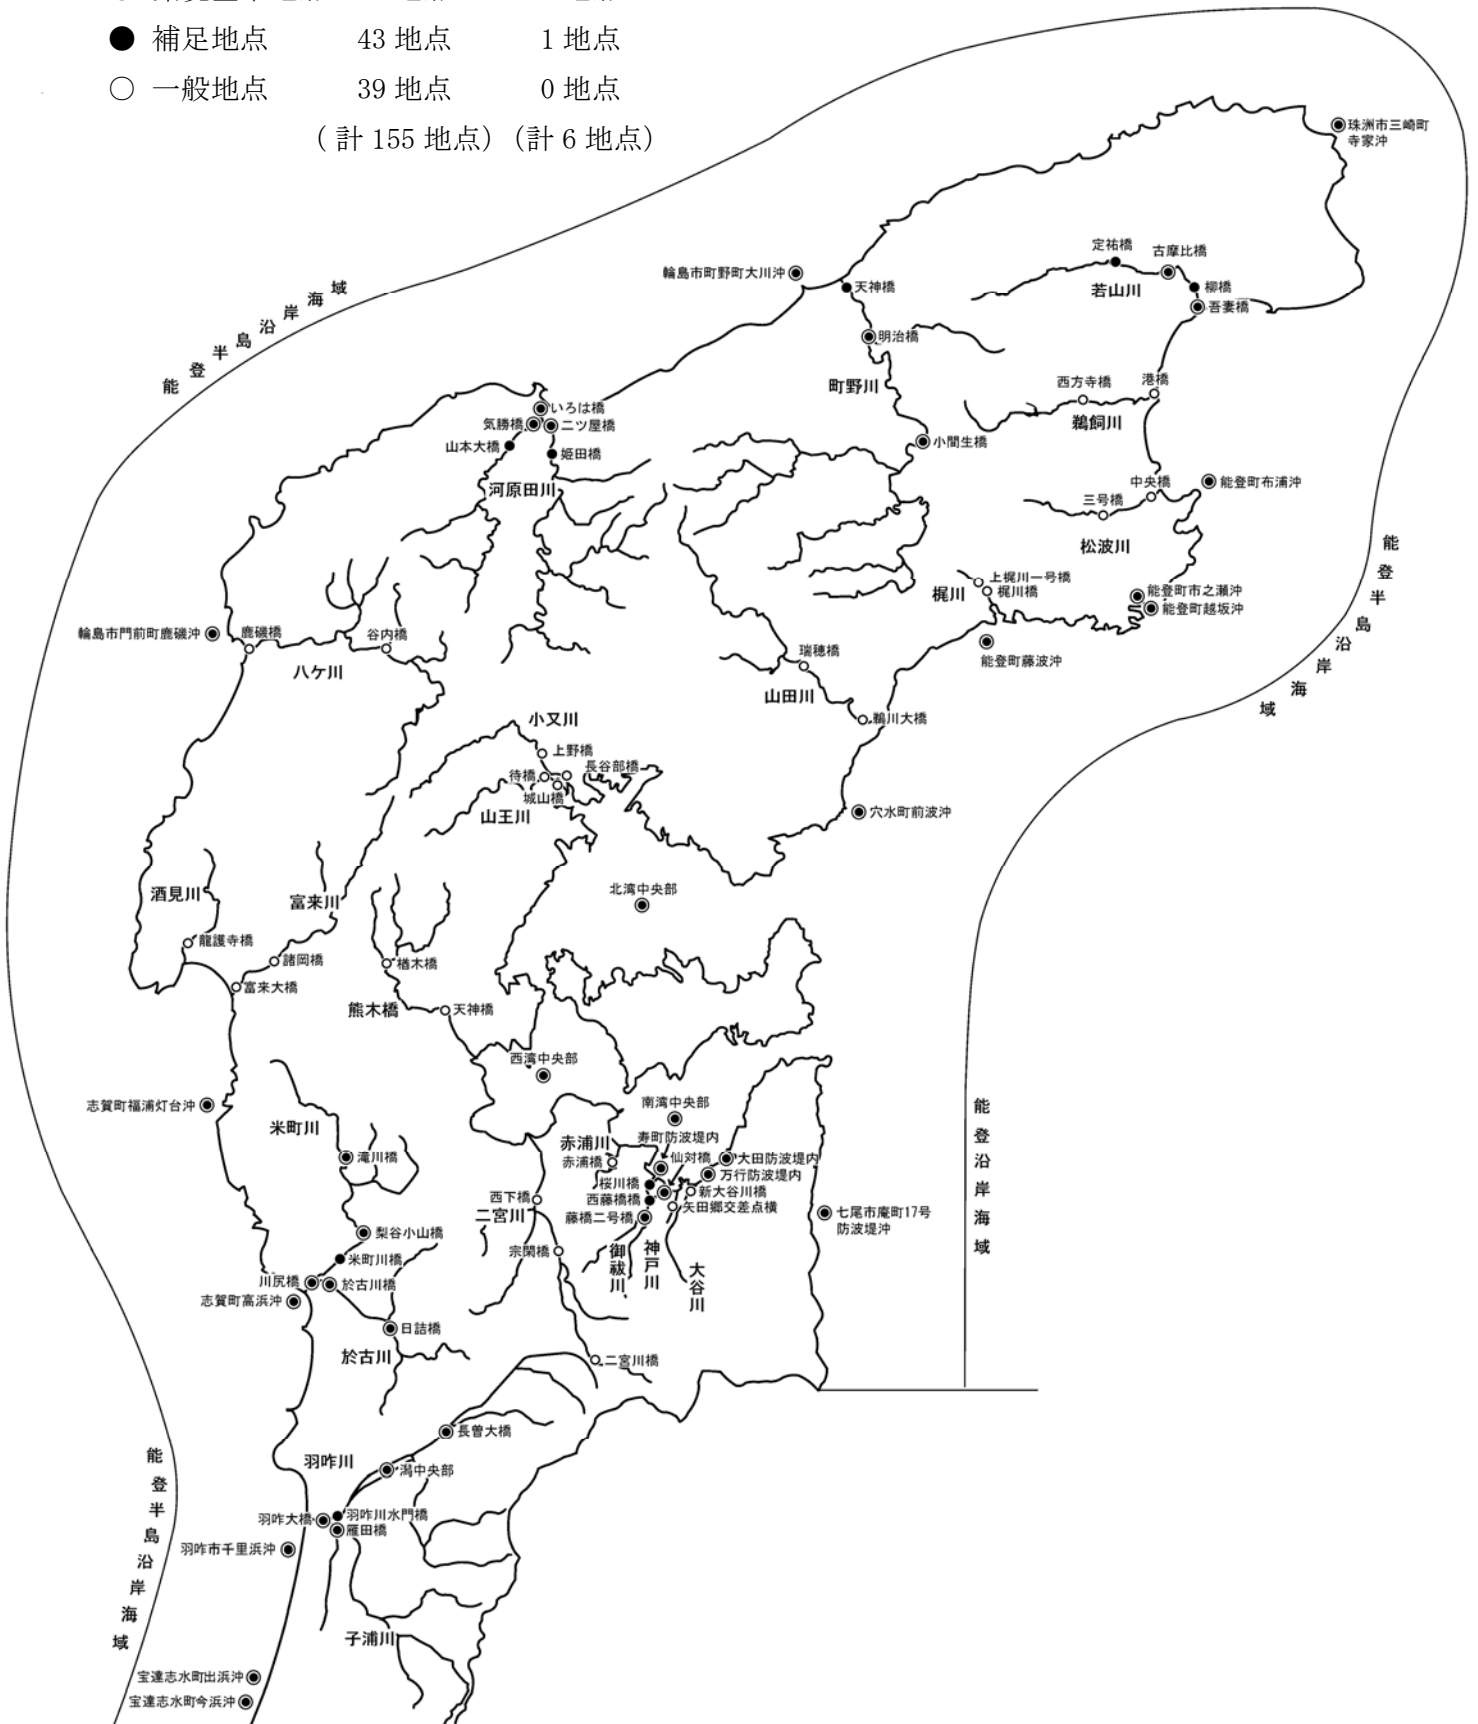 ● 補足地点 43 地点 1 地点
○ 一般地点 39 地点 0 地点
(計 155 地点) (計 6 地点)
珠洲市三崎町
寺家沖
定祐橋
古摩比橋
輪島市町野町大川沖
天神橋
若山川
柳橋
吾妻橋
能登半島沿岸海域
明治橋
町野川
西方寺橋
港橋
鵜飼川
いろは橋
気勝橋
二ツ屋橋
山本大橋
姫田橋
小間生橋
河原田川
中央橋
能登町布浦沖
三号橋
松波川
能登半島沿岸海域
上梶川一号橋
梶川
梶川橋
能登町市之瀬沖
能登町越坂沖
輪島市門前町鹿磯沖
鹿磯橋
谷内橋
八ケ川
瑞穂橋
能登町藤波沖
山田川
小又川
鵜川大橋
上野橋
長谷部橋
待橋
城山橋
山王川
穴水町前波沖
酒見川
富来川
北湾中央部
龍護寺橋
諸岡橋
楢木橋
富来大橋
熊木橋
天神橋
西湾中央部
志賀町福浦灯台沖
南湾中央部
能登沿岸海域
米町川
赤浦川
寿町防波堤内
滝川橋
赤浦橋
仙対橋
大田防波堤内
万行防波堤内
桜川橋
新大谷川橋
西下橋
西藤橋橋
矢田郷交差点横
二宮川
藤橋二号橋
七尾市庵町17号
防波堤沖
梨谷小山橋
宗閑橋
御祓川
神戸川
大谷川
米町川橋
川尻橋
於古川橋
志賀町高浜沖
日詰橋
於古川
二宮川橋
長曽大橋
能登半島沿岸海域
羽咋川
潟中央部
羽咋大橋
羽咋川水門橋
雁田橋
羽咋市千里浜沖
子浦川
宝達志水町出浜沖
宝達志水町今浜沖